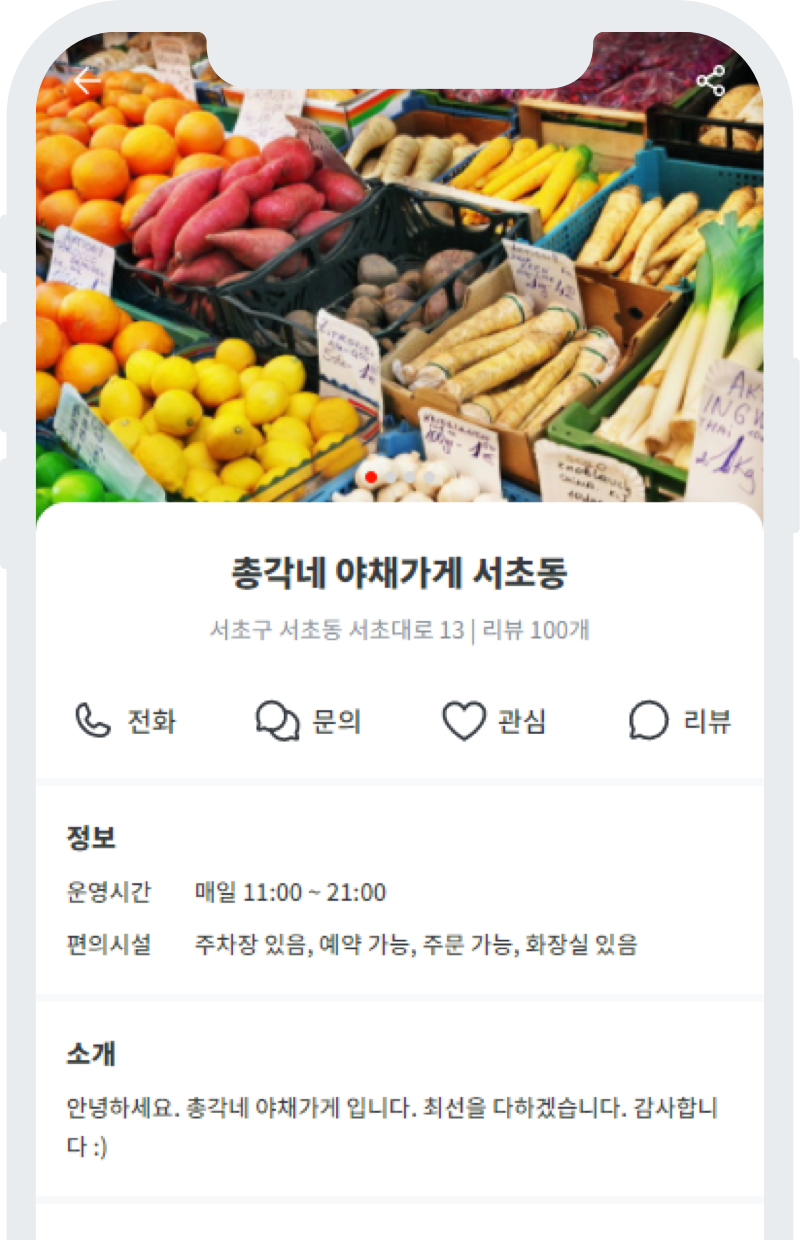 총각네 야채가게 서초동
서초구 서초동 서초대로 13 | 리뷰 100개
전화 문의 관심 리뷰
정보
운영시간 매일 11:00 ~ 21:00
편의시설 주차장 있음, 예약 가능, 주문 가능, 화장실 있음
소개
안녕하세요. 총각네 야채가게 입니다. 최선을 다하겠습니다. 감사합니
다 :)